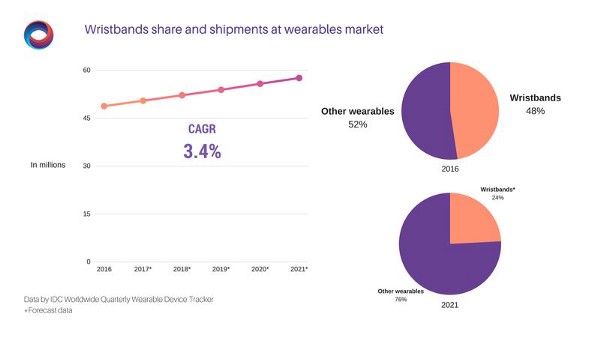 Wristbands share and shipments at wearables market
60
45
In millions
30
15
0
CAGR
3.4%
2016
2017*
2018*
2019*
2020*
2021*
Other wearables
52%
Wristbands
48%
2016
Wristbands*
24%
Other wearables
76%
2021
Data by IDC Worldwide Quarterly Wearable Device Tracker
*Forecast data